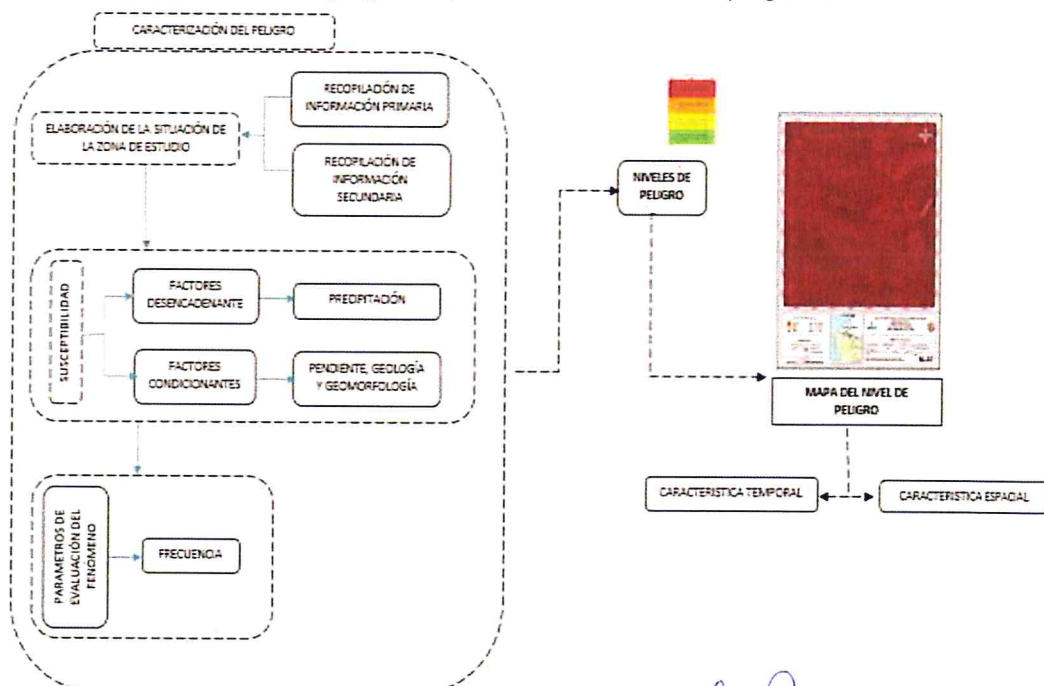 CARACTERIZACIÓN DEL PELIGRO
RECOPILACIÓN DE
INFORMACIÓN PRIMARIA
ELABORACIÓN DE LA SITUACIÓN DE
LA ZONA DE ESTUDIO
RECOPILACIÓN DE
INFORMACIÓN
SECUNDARIA
SUSCEPTIBILIDAD
FACTORES
DESENCADENANTE
PRECIPITACIÓN
FACTORES
CONDICIONANTES
PENDIENTE, GEOLOGÍA
Y GEOMORFOLOGÍA
PARAMETROS DE
EVALUACIÓN DEL
FENÓMENO
FRECUENCIA
NIVELES DE
PELIGRO
MAPA DEL NIVEL DE
PELIGRO
CARACTERISTICA TEMPORAL
CARACTERISTICA ESPACIAL